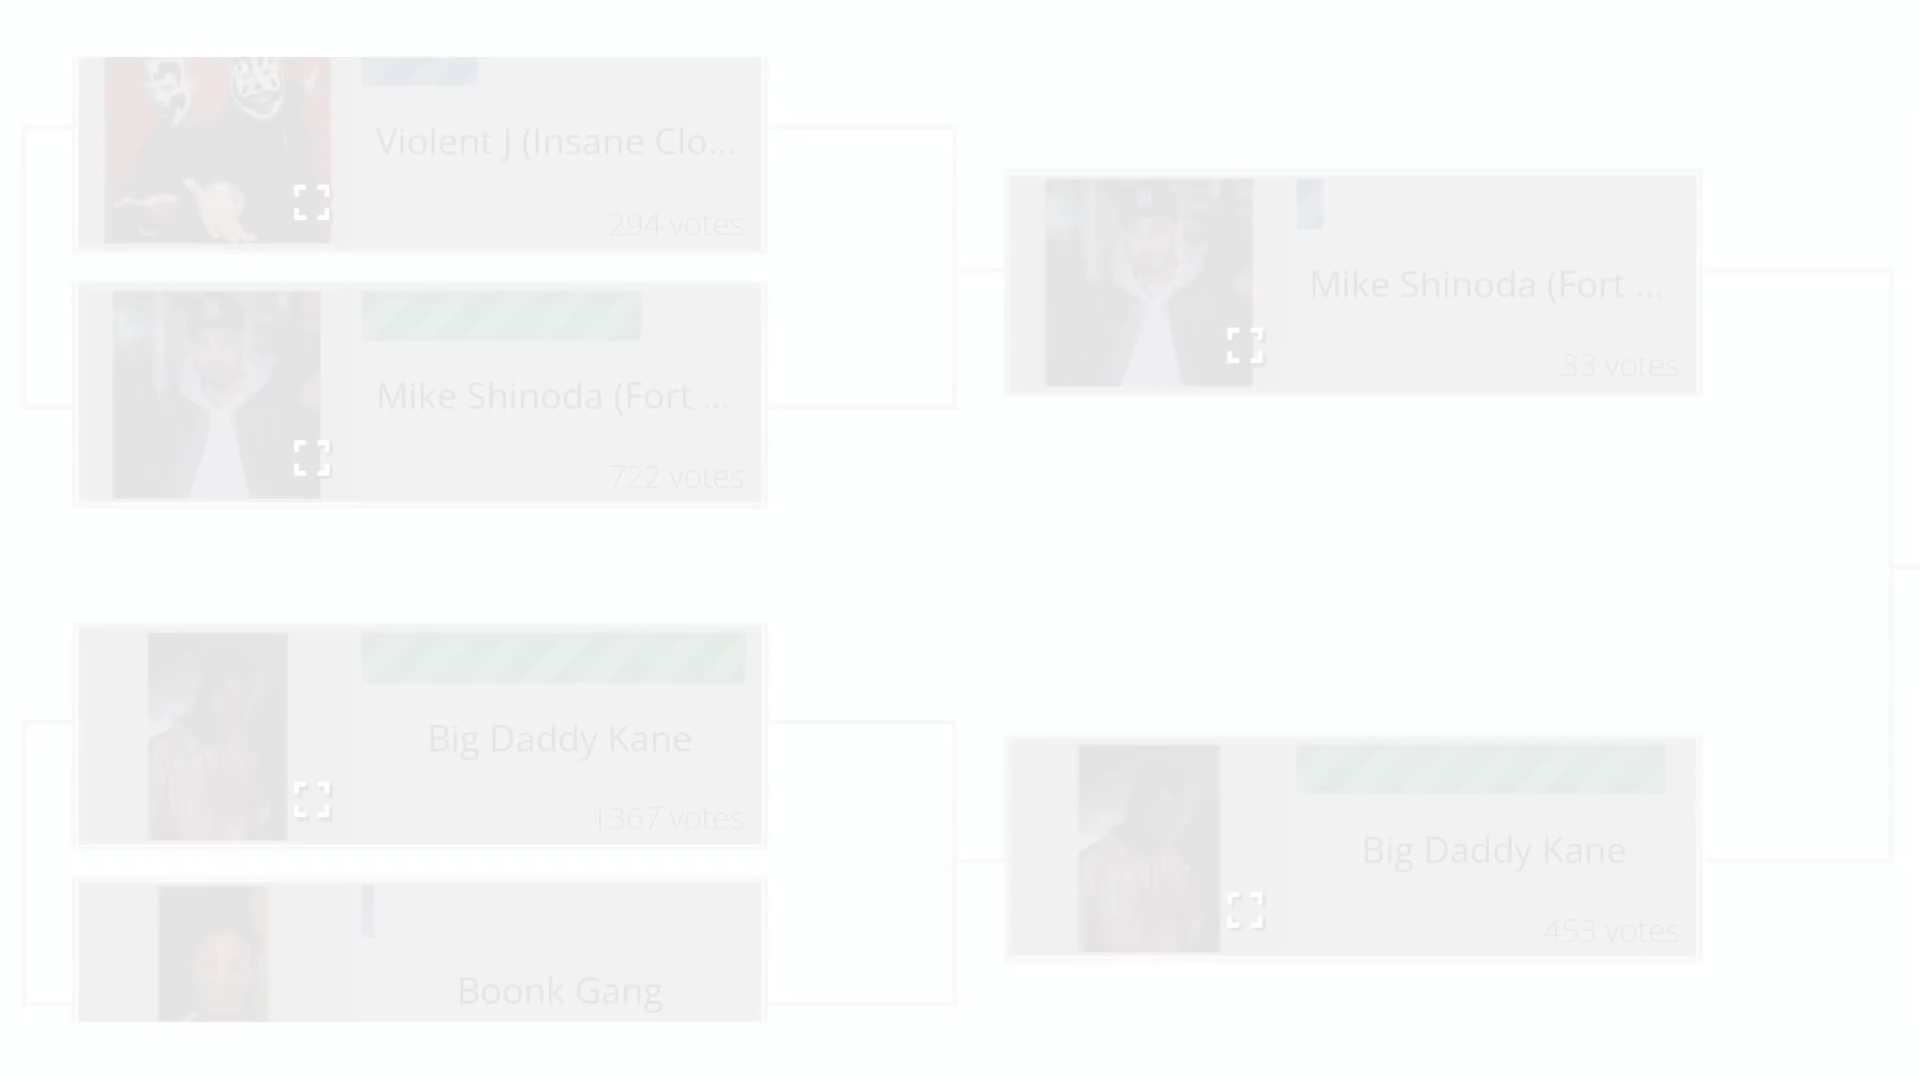 Violent J (Insane Clo...
294 votes
Mike Shinoda (Fort ...
722 votes
Big Daddy Kane
1367 votes
Boonk Gang
Mike Shinoda (Fort ...
33 votes
Big Daddy Kane
453 votes